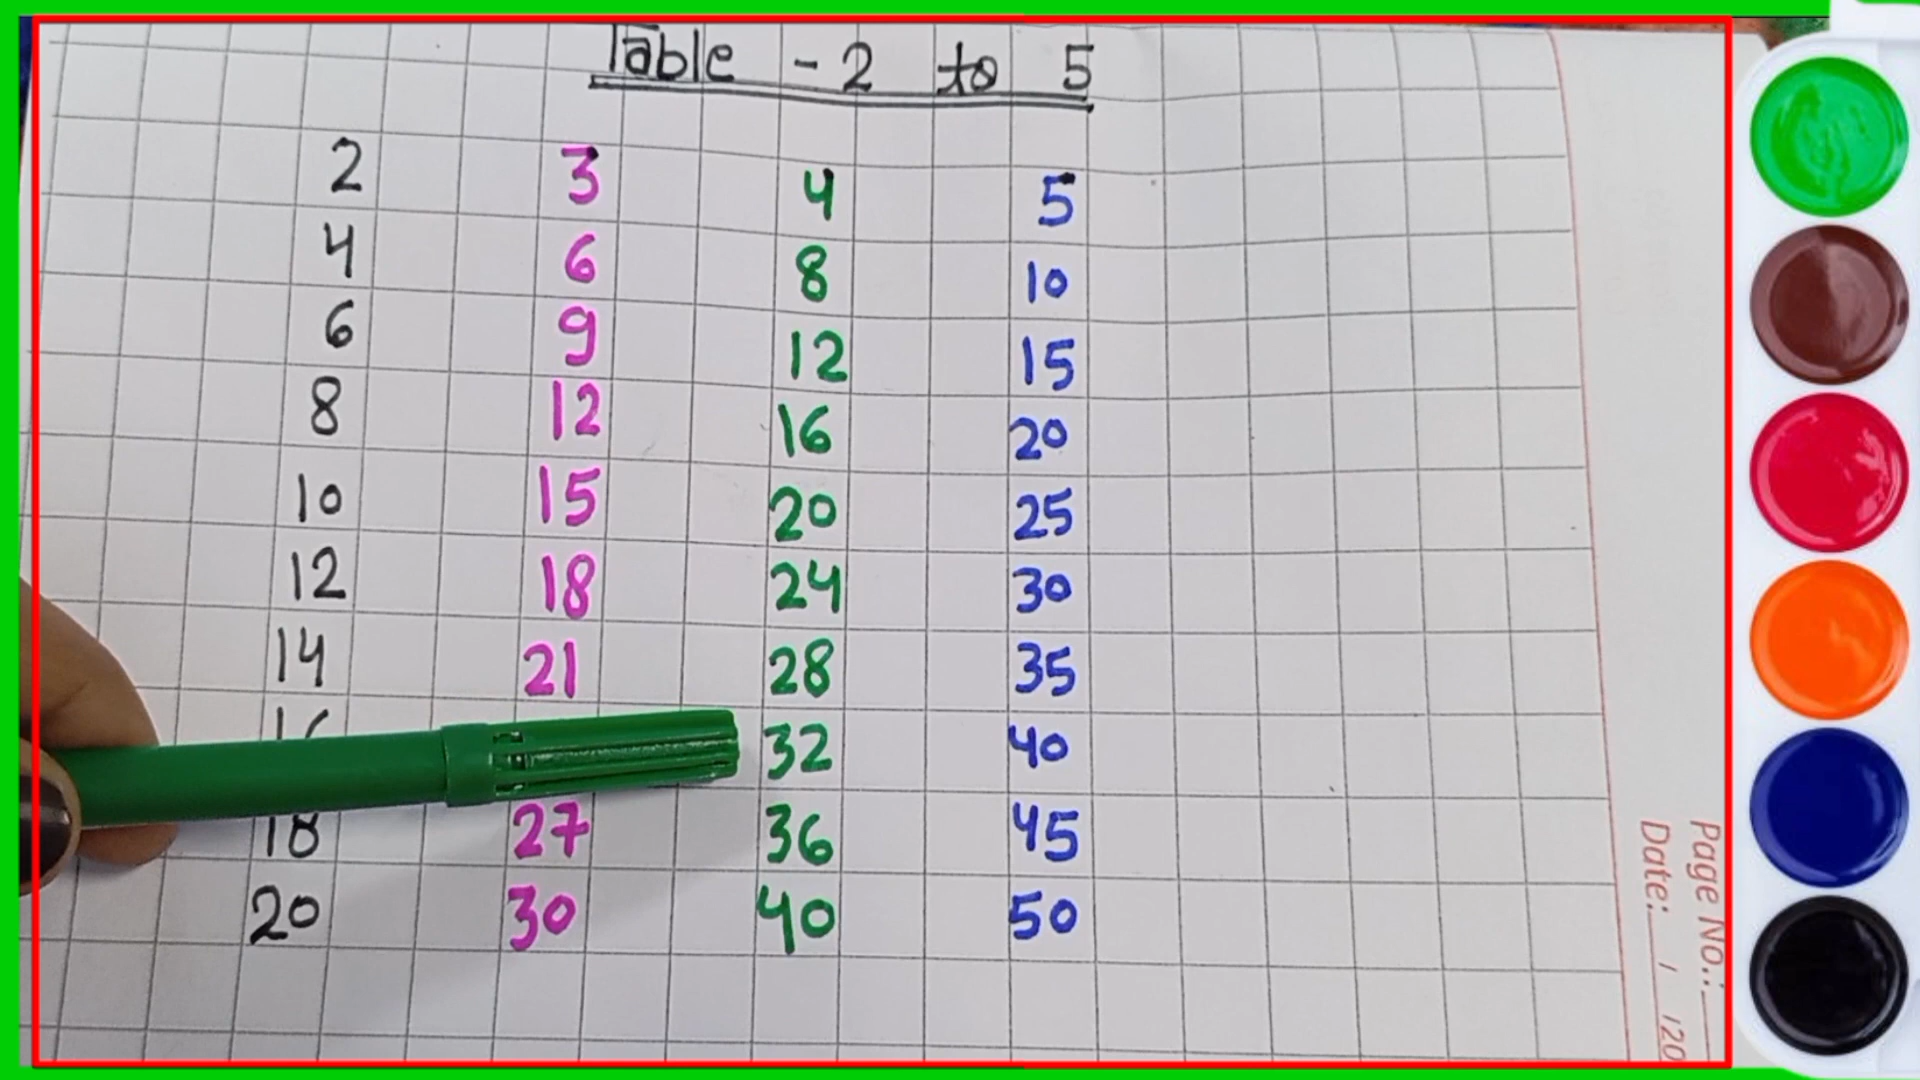 Table - 2 to 5
2 3 4 5
4 6 8 10
6 9 12 15
8 12 16 20
10 15 20 25
12 18 24 30
14 21 28 35
32 40
18 27 36 45
20 30 40 50
Page No.:
Date: / /20